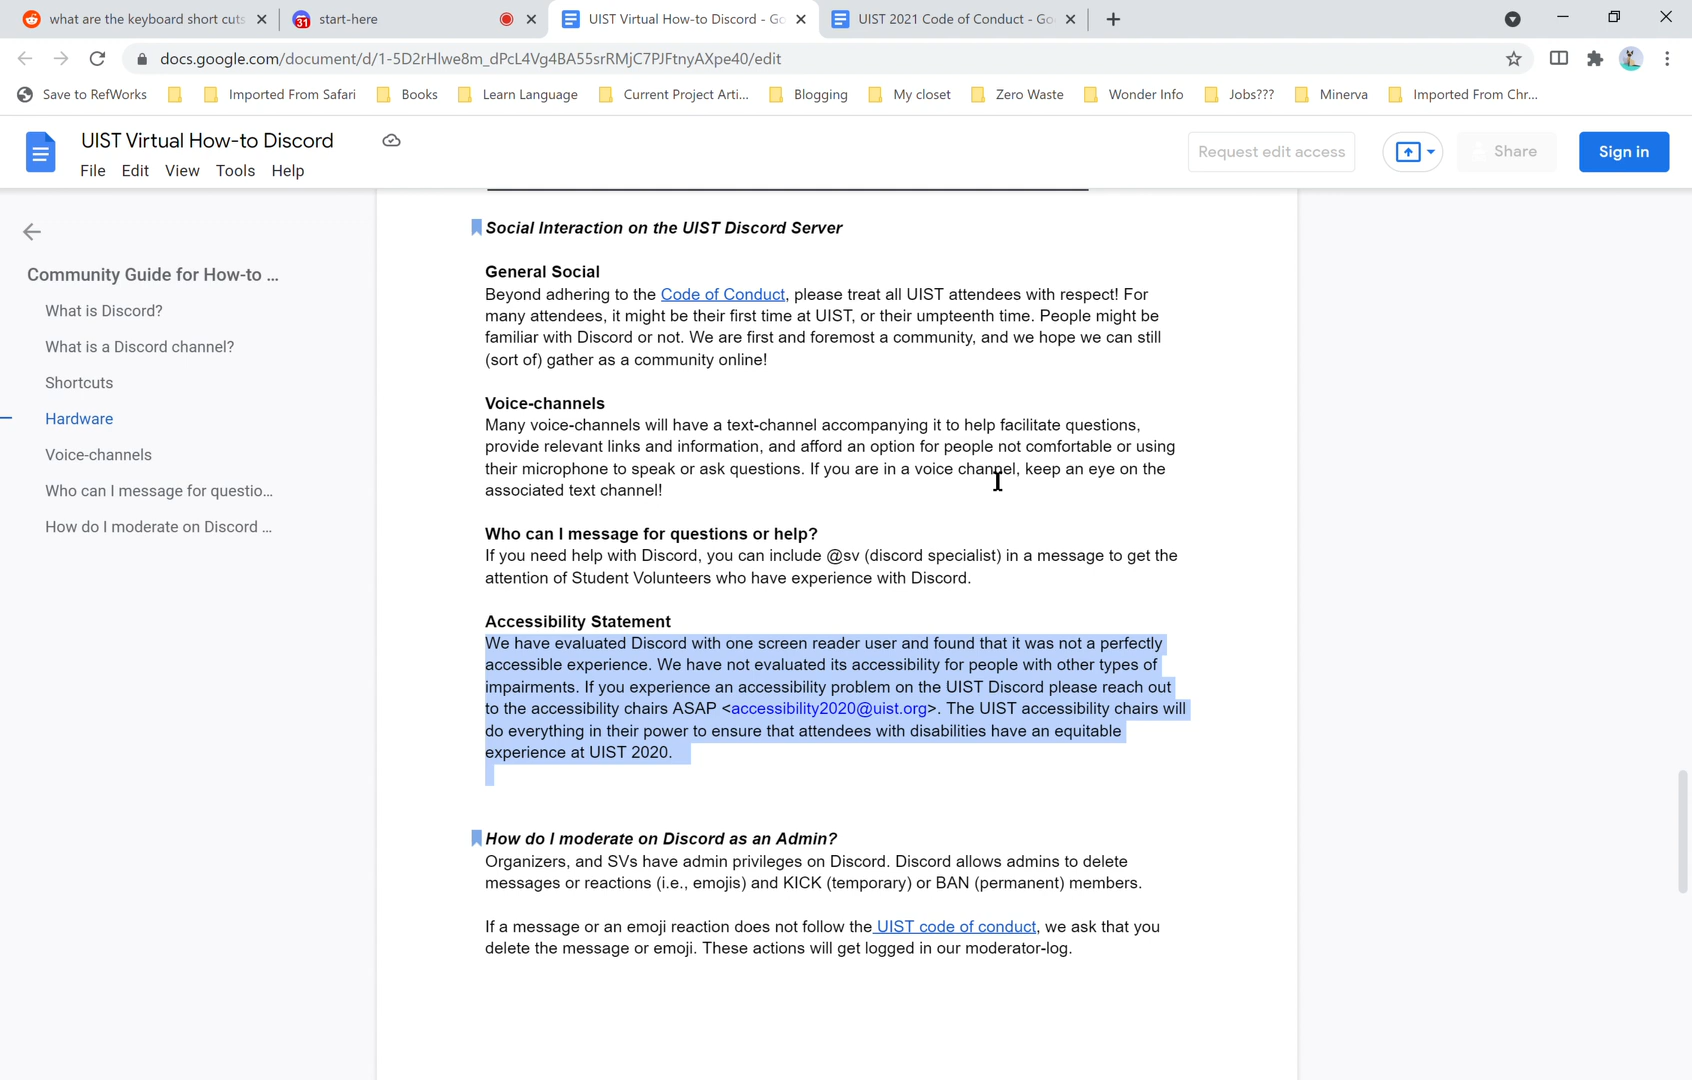 what are the keyboard short cuts
start-here
UIST Virtual How-to Discord - Go
UIST 2021 Code of Conduct - Go
docs.google.com/document/d/1-5D2rHlwe8m_dPcL4Vg4BA55srRMjC7PJFtnyAXpe40/edit
Save to RefWorks
Imported From Safari
Books
Learn Language
Current Project Arti...
Blogging
My closet
Zero Waste
Wonder Info
Jobs???
Minerva
Imported From Chr...
UIST Virtual How-to Discord
File Edit View Tools Help
Request edit access
Share
Sign in
Community Guide for How-to ...
What is Discord?
What is a Discord channel?
Shortcuts
Hardware
Voice-channels
Who can I message for questio...
How do I moderate on Discord ...
Social Interaction on the UIST Discord Server
General Social
Beyond adhering to the Code of Conduct, please treat all UIST attendees with respect! For
many attendees, it might be their first time at UIST, or their umpteenth time. People might be
familiar with Discord or not. We are first and foremost a community, and we hope we can still
(sort of) gather as a community online!
Voice-channels
Many voice-channels will have a text-channel accompanying it to help facilitate questions,
provide relevant links and information, and afford an option for people not comfortable or using
their microphone to speak or ask questions. If you are in a voice channel, keep an eye on the
associated text channel!
Who can I message for questions or help?
If you need help with Discord, you can include @sv (discord specialist) in a message to get the
attention of Student Volunteers who have experience with Discord.
Accessibility Statement
We have evaluated Discord with one screen reader user and found that it was not a perfectly
accessible experience. We have not evaluated its accessibility for people with other types of
impairments. If you experience an accessibility problem on the UIST Discord please reach out
to the accessibility chairs ASAP <accessibility2020@uist.org>. The UIST accessibility chairs will
do everything in their power to ensure that attendees with disabilities have an equitable
experience at UIST 2020.
How do I moderate on Discord as an Admin?
Organizers, and SVs have admin privileges on Discord. Discord allows admins to delete
messages or reactions (i.e., emojis) and KICK (temporary) or BAN (permanent) members.
If a message or an emoji reaction does not follow the UIST code of conduct, we ask that you
delete the message or emoji. These actions will get logged in our moderator-log.